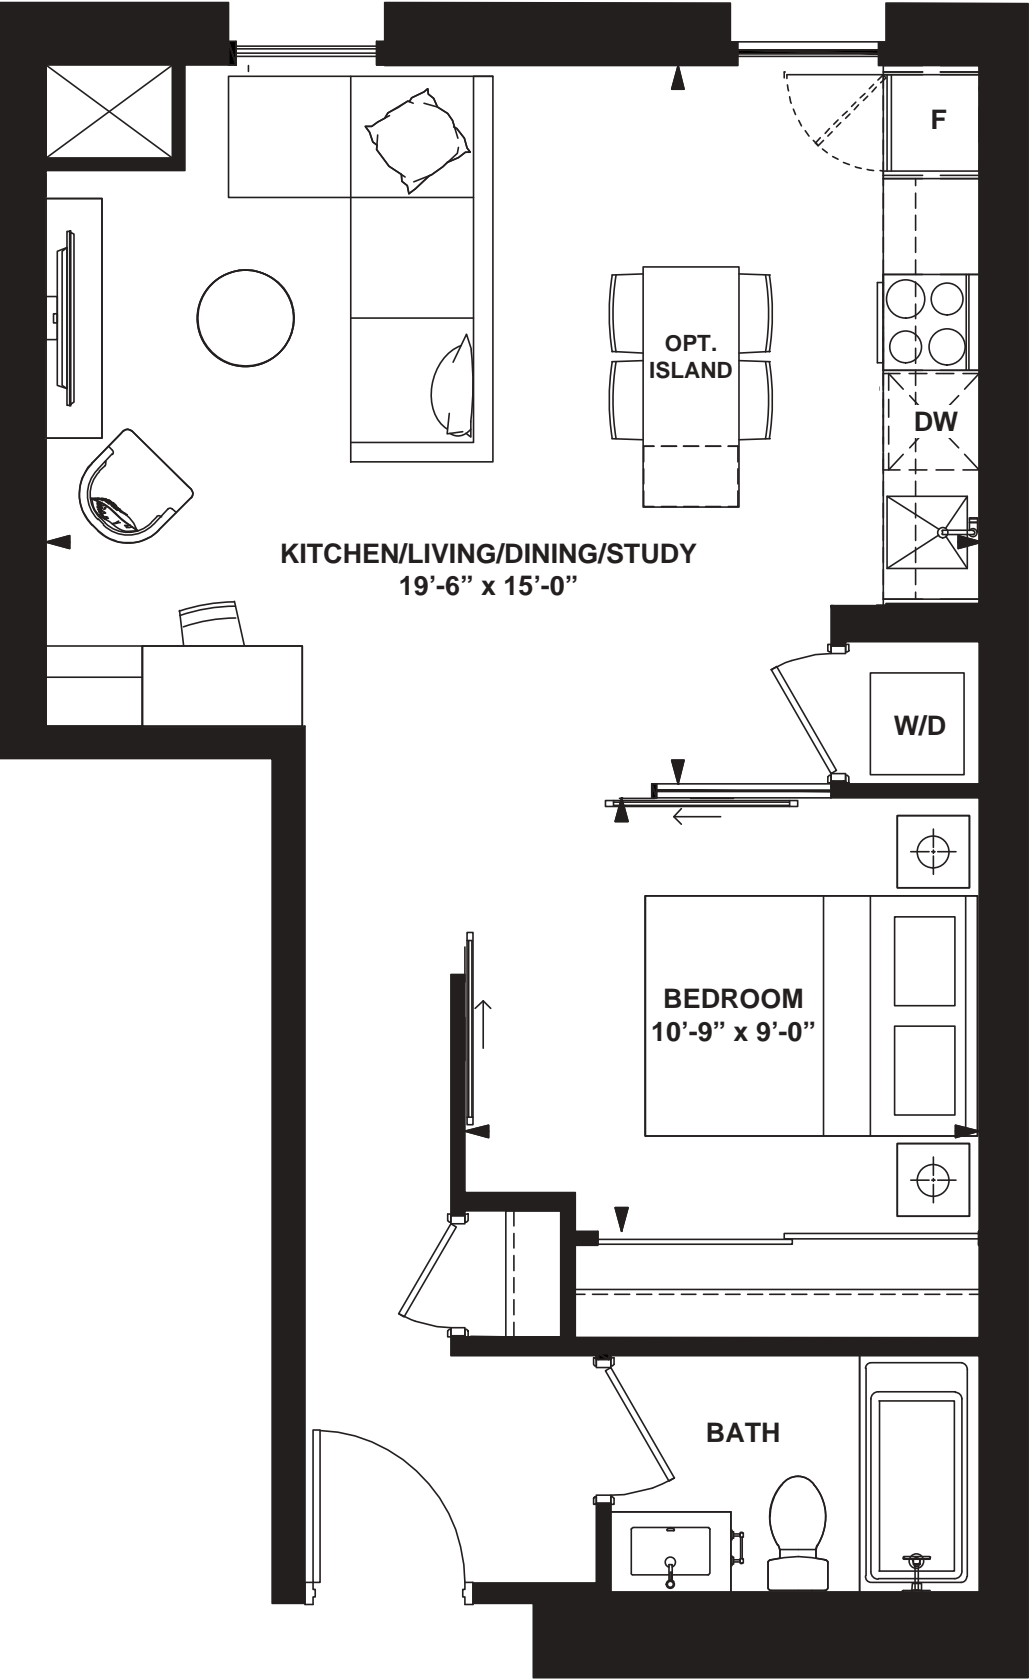 F
OPT.
ISLAND
DW
KITCHEN/LIVING/DINING/STUDY
19’-6” x 15’-0”
W/D
BEDROOM
10’-9” x 9’-0”
BATH